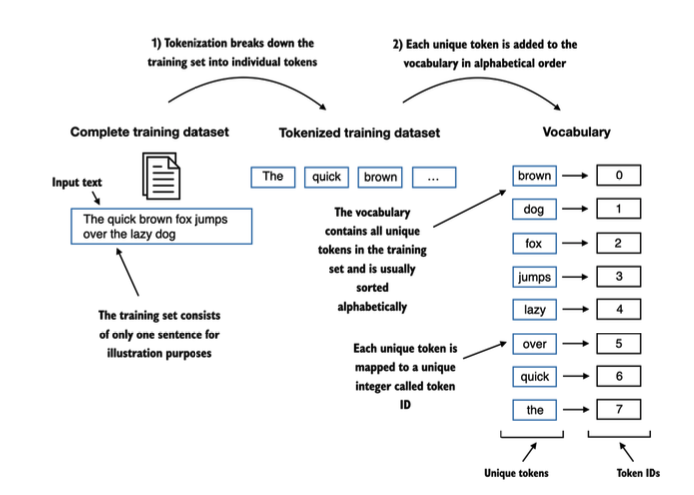 1) Tokenization breaks down the
training set into individual tokens
2) Each unique token is added to the
vocabulary in alphabetical order
Complete training dataset
Tokenized training dataset
Vocabulary
Input text
The quick brown fox jumps
over the lazy dog
The training set consists
of only one sentence for
illustration purposes
The
quick
brown
...
The vocabulary
contains all unique
tokens in the training
set and is usually
sorted
alphabetically
Each unique token is
mapped to a unique
integer called token
ID
brown 0
dog 1
fox 2
jumps 3
lazy 4
over 5
quick 6
the 7
Unique tokens
Token IDs